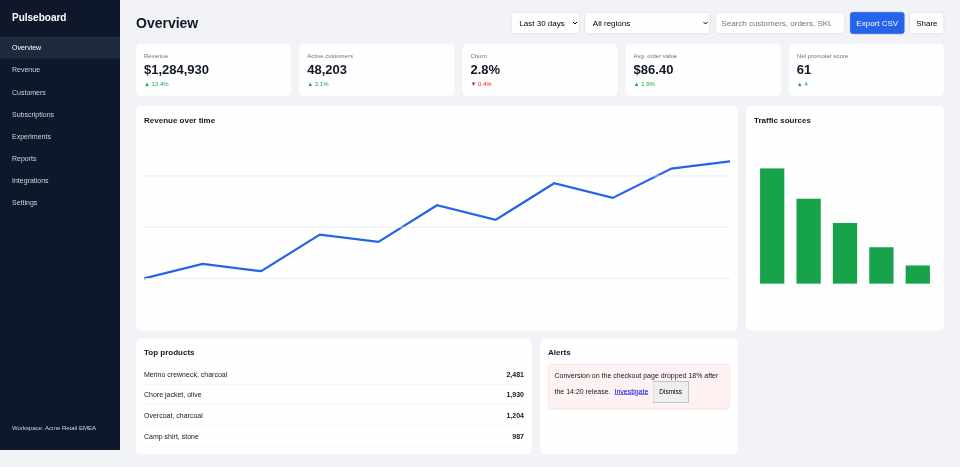 Pulseboard
Overview
Revenue
Customers
Subscriptions
Experiments
Reports
Integrations
Settings
Workspace: Acme Retail EMEA
Overview
Last 30 days
All regions
Search customers, orders, SKU
Export CSV
Share
Revenue
$1,284,930
▲ 12.4%
Active customers
48,203
▲ 3.1%
Churn
2.8%
▼ 0.4%
Avg. order value
$86.40
▲ 1.9%
Net promoter score
61
▲ 4
Revenue over time
Traffic sources
Top products
Merino crewneck, charcoal 2,481
Chore jacket, olive 1,930
Overcoat, charcoal 1,204
Camp shirt, stone 987
Alerts
Conversion on the checkout page dropped 18% after
the 14:20 release. Investigate Dismiss